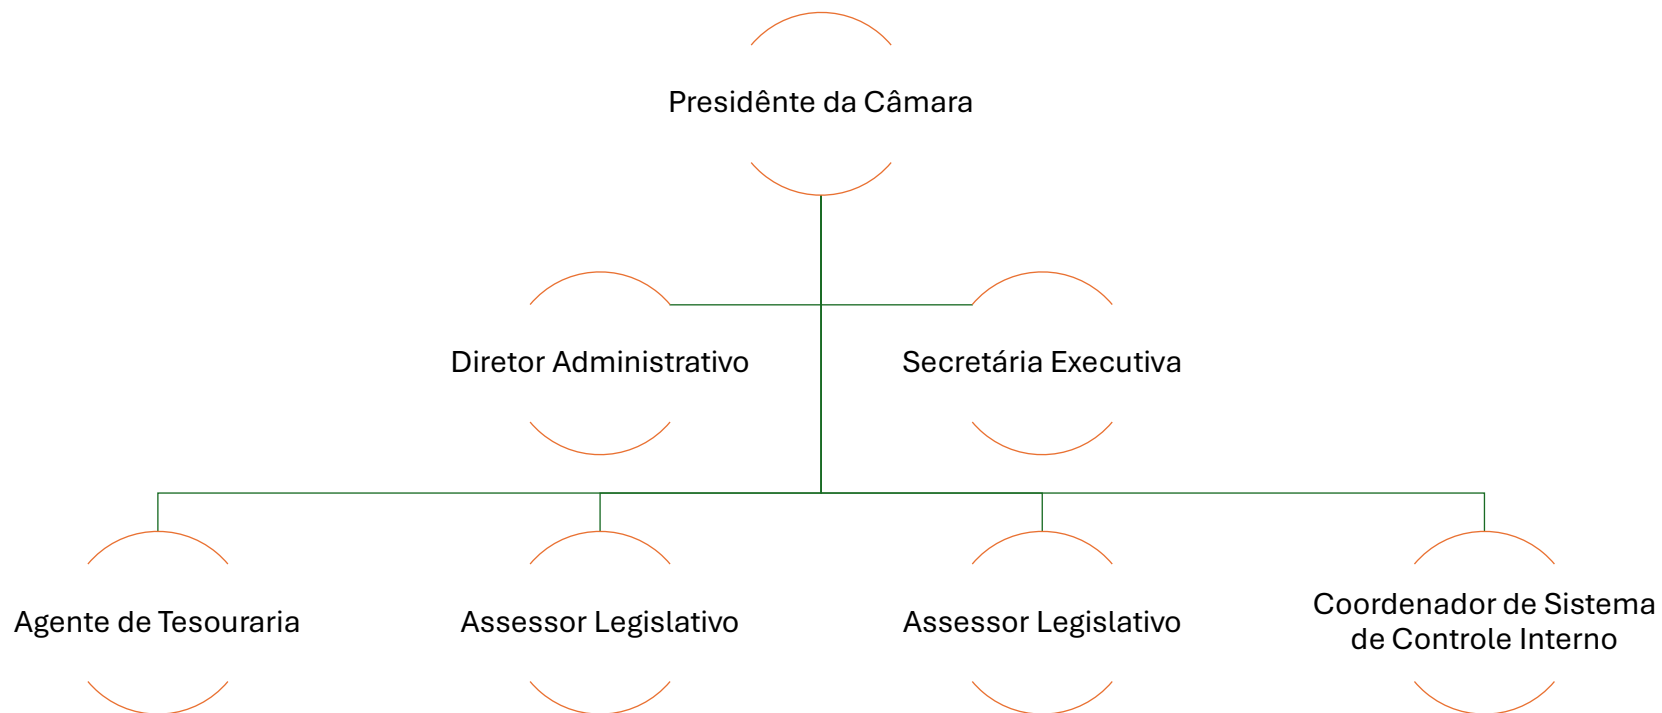 Presidênte da Câmara
Diretor Administrativo
Secretária Executiva
Agente de Tesouraria
Assessor Legislativo
Assessor Legislativo
Coordenador de Sistema
de Controle Interno